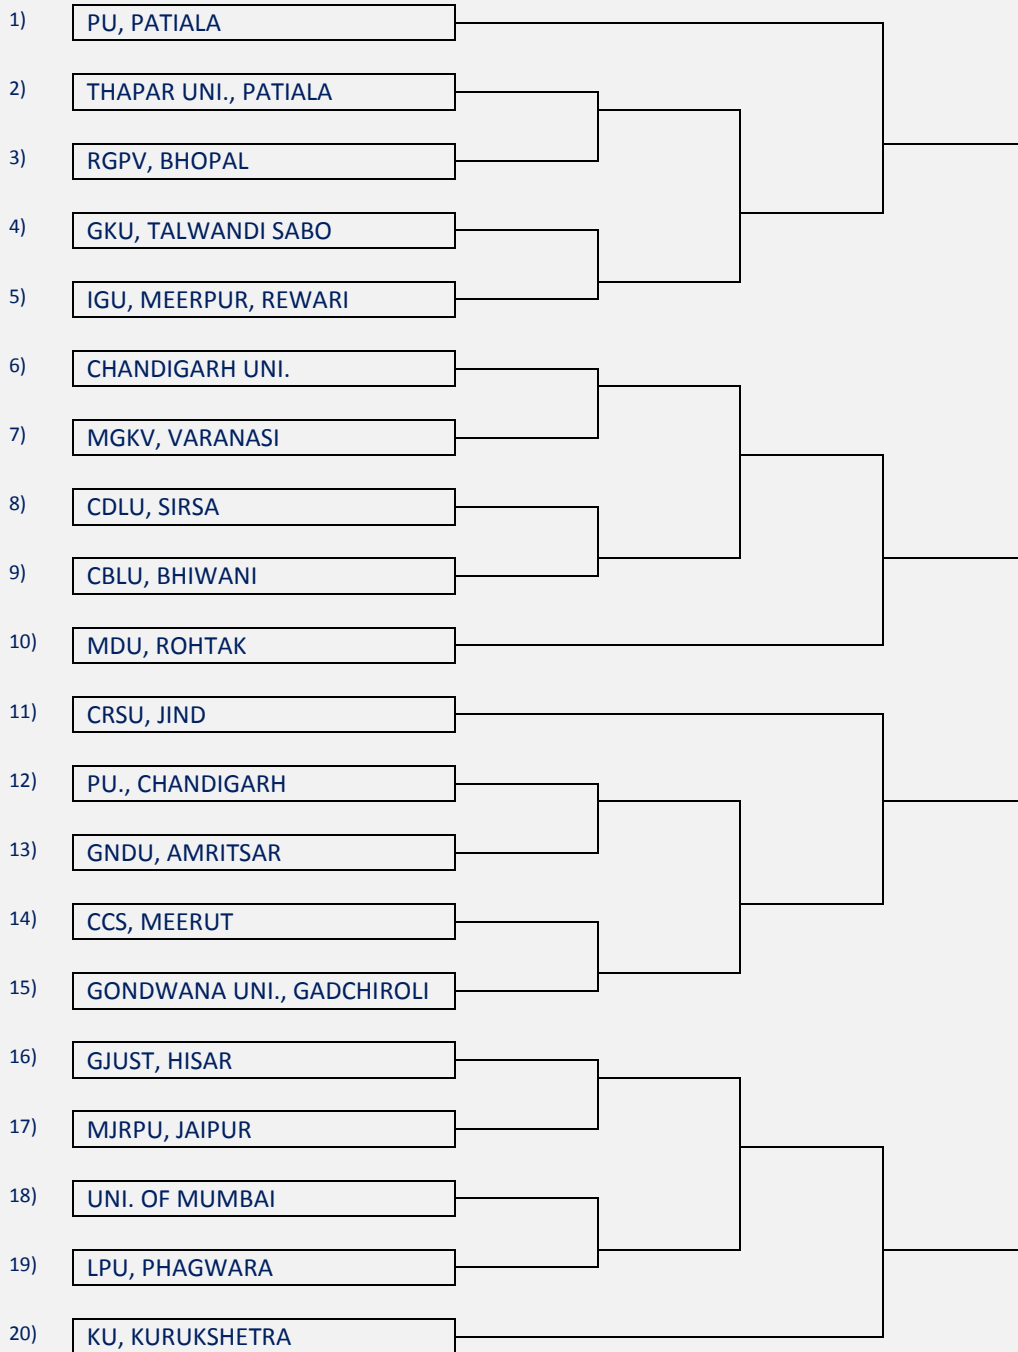 1) PU, PATIALA
2) THAPAR UNI., PATIALA
3) RGPV, BHOPAL
4) GKU, TALWANDI SABO
5) IGU, MEERPUR, REWARI
6) CHANDIGARH UNI.
7) MGKV, VARANASI
8) CDLU, SIRSA
9) CBLU, BHIWANI
10) MDU, ROHTAK
11) CRSU, JIND
12) PU., CHANDIGARH
13) GNDU, AMRITSAR
14) CCS, MEERUT
15) GONDWANA UNI., GADCHIROLI
16) GJUST, HISAR
17) MJRPU, JAIPUR
18) UNI. OF MUMBAI
19) LPU, PHAGWARA
20) KU, KURUKSHETRA